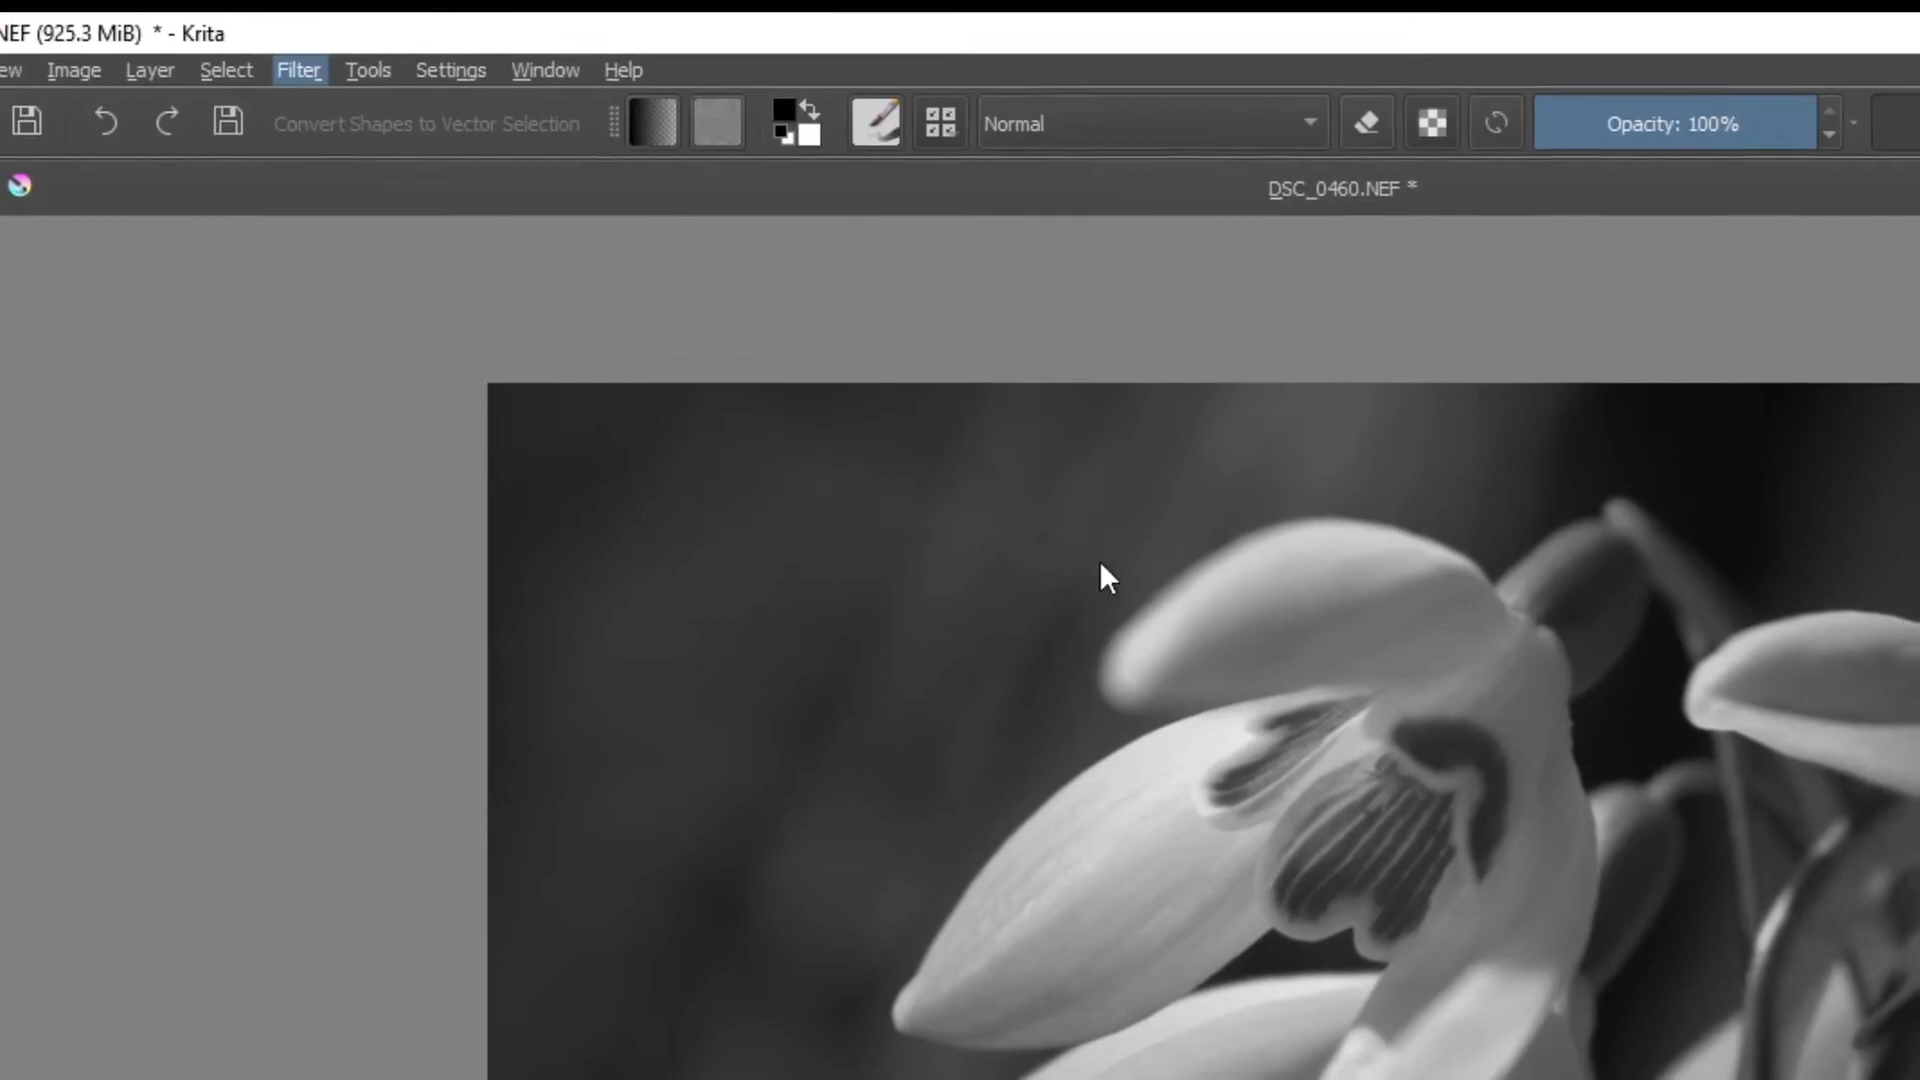 NEF (925.3 MiB) * - Krita
ew Image Layer Select Filter Tools Settings Window Help
Convert Shapes to Vector Selection Normal Opacity: 100%
DSC_0460.NEF *